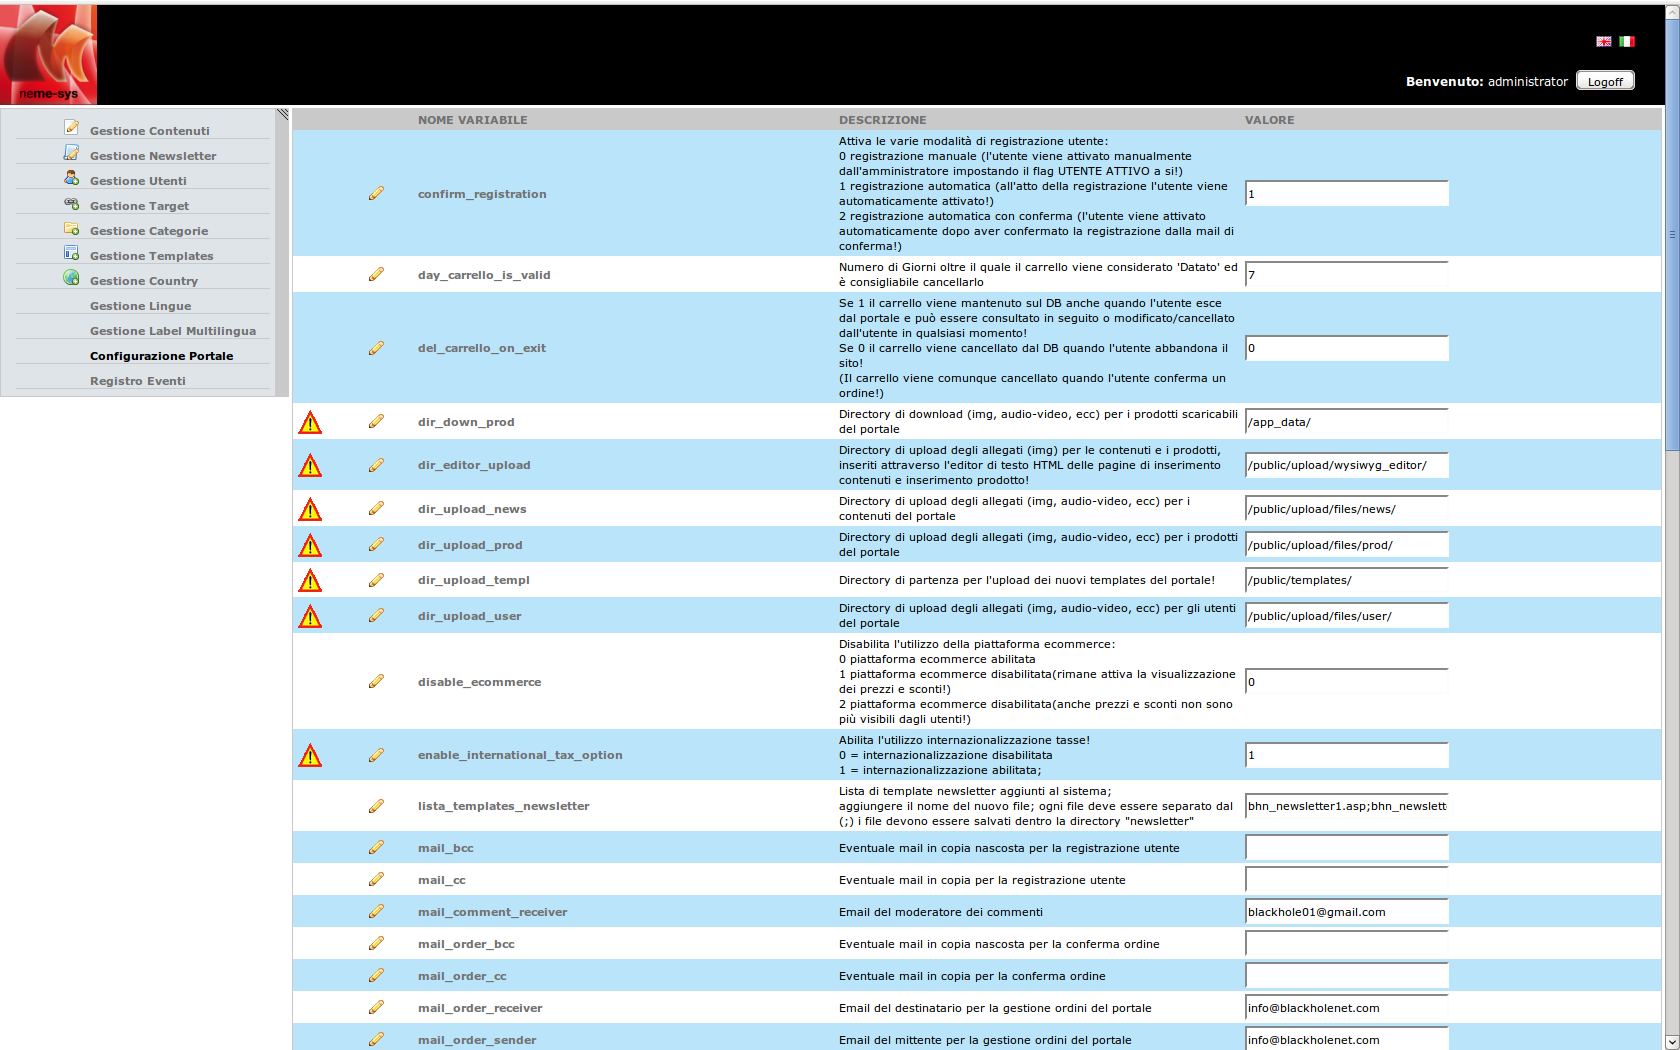 neme-sys
Benvenuto: administrator Logoff
Gestione Contenuti
Gestione Newsletter
Gestione Utenti
Gestione Target
Gestione Categorie
Gestione Templates
Gestione Country
Gestione Lingue
Gestione Label Multilingua
Configurazione Portale
Registro Eventi
NOME VARIABILE DESCRIZIONE VALORE
confirm_registration
Attiva le varie modalità di registrazione utente:
0 registrazione manuale (l'utente viene attivato manualmente
dall'amministratore impostando il flag UTENTE ATTIVO a si!)
1 registrazione automatica (all'atto della registrazione l'utente viene
automaticamente attivato!)
2 registrazione automatica con conferma (l'utente viene attivato
automaticamente dopo aver confermato la registrazione dalla mail di
conferma!)
1
day_carrello_is_valid
Numero di Giorni oltre il quale il carrello viene considerato 'Datato' ed
è consigliabile cancellarlo
7
del_carrello_on_exit
Se 1 il carrello viene mantenuto sul DB anche quando l'utente esce
dal portale e può essere consultato in seguito o modificato/cancellato
dall'utente in qualsiasi momento!
Se 0 il carrello viene cancellato dal DB quando l'utente abbandona il
sito!
(Il carrello viene comunque cancellato quando l'utente conferma un
ordine!)
0
dir_down_prod
Directory di download (img, audio-video, ecc) per i prodotti scaricabili
del portale
/app_data/
dir_editor_upload
Directory di upload degli allegati (img) per le contenuti e i prodotti,
inseriti attraverso l'editor di testo HTML delle pagine di inserimento
contenuti e inserimento prodotto!
/public/upload/wysiwyg_editor/
dir_upload_news
Directory di upload degli allegati (img, audio-video, ecc) per i
contenuti del portale
/public/upload/files/news/
dir_upload_prod
Directory di upload degli allegati (img, audio-video, ecc) per i prodotti
del portale
/public/upload/files/prod/
dir_upload_templ
Directory di partenza per l'upload dei nuovi templates del portale!
/public/templates/
dir_upload_user
Directory di upload degli allegati (img, audio-video, ecc) per gli utenti
del portale
/public/upload/files/user/
disable_ecommerce
Disabilita l'utilizzo della piattaforma ecommerce:
0 piattaforma ecommerce abilitata
1 piattaforma ecommerce disabilitata(rimane attiva la visualizzazione
dei prezzi e sconti!)
2 piattaforma ecommerce disabilitata(anche prezzi e sconti non sono
più visibili dagli utenti!)
0
enable_international_tax_option
Abilita l'utilizzo internazionalizzazione tasse!
0 = internazionalizzazione disabilitata
1 = internazionalizzazione abilitata;
1
lista_templates_newsletter
Lista di template newsletter aggiunti al sistema;
aggiungere il nome del nuovo file; ogni file deve essere separato dal
(;) i file devono essere salvati dentro la directory "newsletter"
bhn_newsletter1.asp;bhn_newslett
mail_bcc
Eventuale mail in copia nascosta per la registrazione utente
mail_cc
Eventuale mail in copia per la registrazione utente
mail_comment_receiver
Email del moderatore dei commenti
blackhole01@gmail.com
mail_order_bcc
Eventuale mail in copia nascosta per la conferma ordine
mail_order_cc
Eventuale mail in copia per la conferma ordine
mail_order_receiver
Email del destinatario per la gestione ordini del portale
info@blackholenet.com
mail_order_sender
Email del mittente per la gestione ordini del portale
info@blackholenet.com